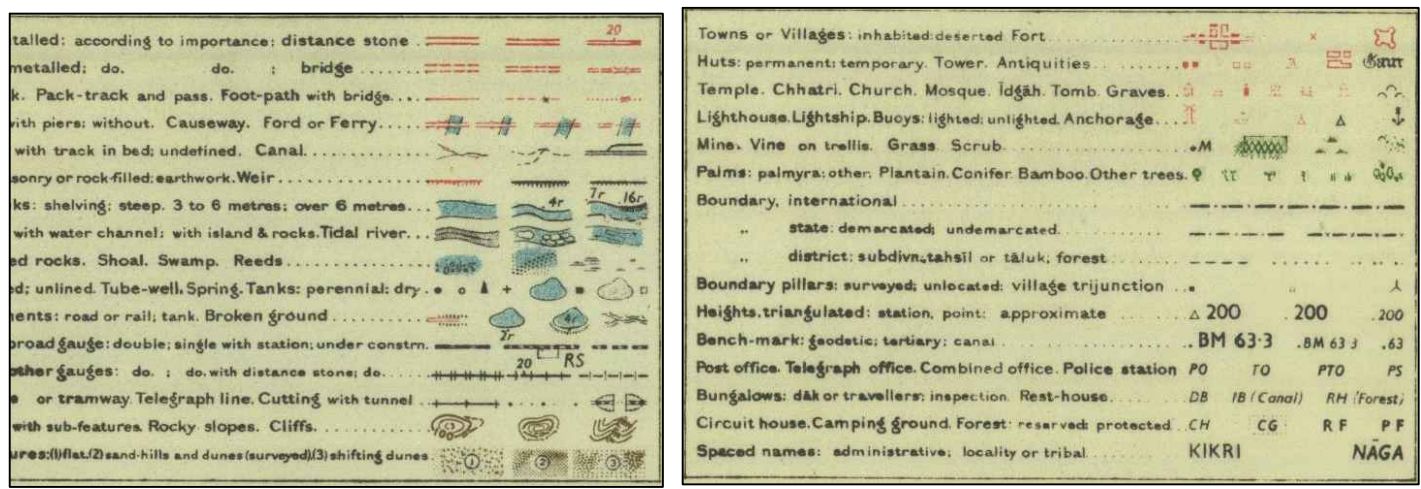 talled: according to importance: distance stone 20
metalled; do. do. ; bridge
k. Pack-track and pass. Foot-path with bridge
with piers: without. Causeway. Ford or Ferry
with track in bed; undefined. Canal
sonry or rock-filled; earthwork. Weir
ks: shelving; steep. 3 to 6 metres; over 6 metres 4r 7r 16r
with water channel; with island & rocks. Tidal river
ed rocks. Shoal. Swamp. Reeds
ed; unlined. Tube-well. Spring. Tanks: perennial; dry
ments: road or rail; tank. Broken ground 2r 4r
broad gauge: double; single with station; under constrn. RS
other gauges: do. ; do. with distance stone; do. 20
or tramway. Telegraph line. Cutting with tunnel
with sub-features. Rocky slopes. Cliffs 100
ures: (1) flat. (2) sand-hills and dunes (surveyed). (3) shifting dunes 1 2 3
Towns or Villages: inhabited: deserted Fort
Huts: permanent; temporary. Tower. Antiquities
Temple. Chhatri. Church. Mosque. Īdgāh. Tomb. Graves
Lighthouse. Lightship. Buoys: lighted; unlighted. Anchorage
Mine. Vine on trellis. Grass. Scrub M
Palms: palmyra; other. Plantain. Conifer. Bamboo. Other trees.
Boundary, international
„ state: demarcated; undemarcated
„ district: subdivn, tahsīl or tāluk; forest
Boundary pillars: surveyed; unlocated; village trijunction
Heights, triangulated: station, point; approximate △ 200 .200 .200
Bench-mark: geodetic; tertiary; canal .BM 63·3 .BM 63·3 .63
Post office. Telegraph office. Combined office. Police station PO TO PTO PS
Bungalows: dāk or travellers; inspection. Rest-house DB IB (Canal) RH (Forest)
Circuit house. Camping ground. Forest: reserved; protected CH CG RF PF
Spaced names: administrative; locality or tribal KIKRI NĀGA